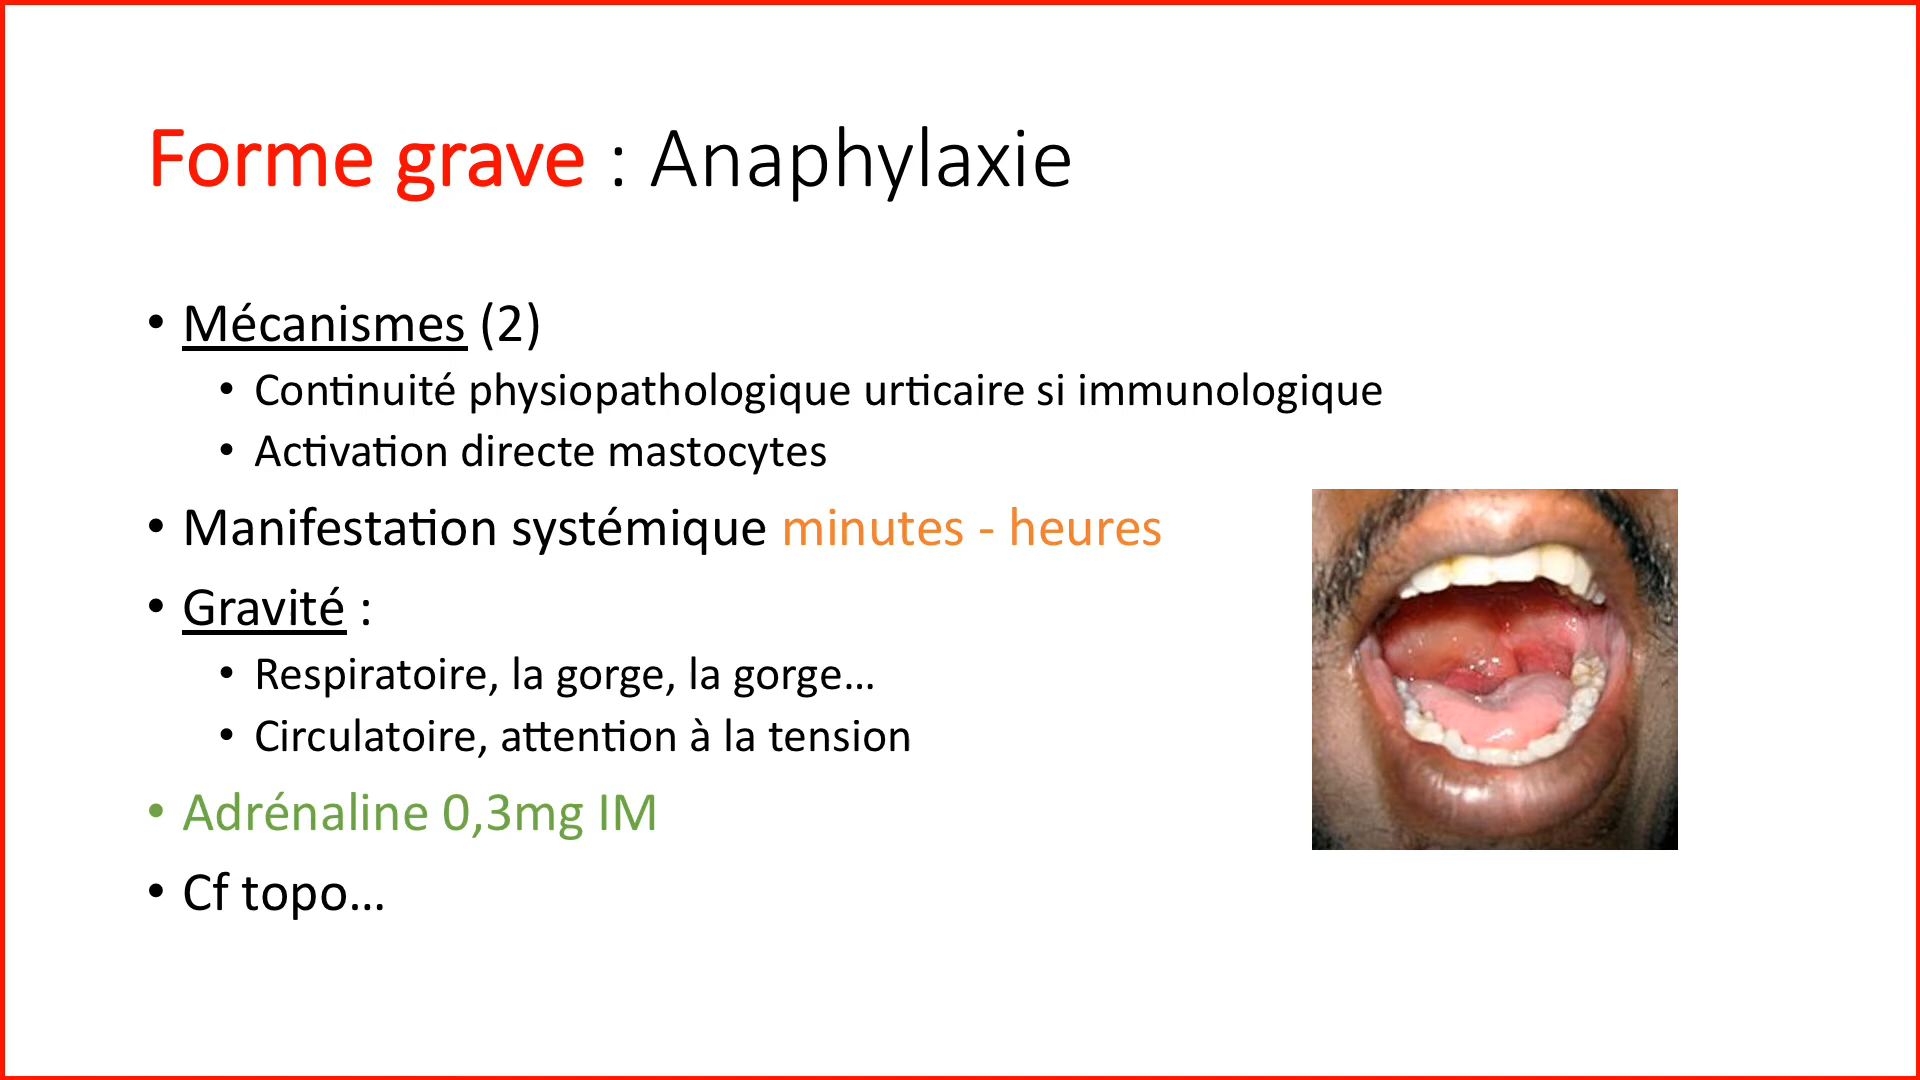 Forme grave : Anaphylaxie
• Mécanismes (2)
• Continuité physiopathologique urticaire si immunologique
• Activation directe mastocytes
• Manifestation systémique minutes - heures
• Gravité :
• Respiratoire, la gorge, la gorge…
• Circulatoire, attention à la tension
• Adrénaline 0,3mg IM
• Cf topo…